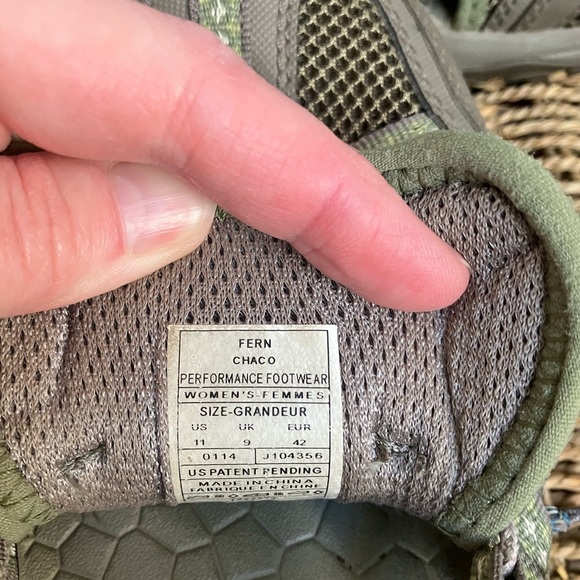 FERN
CHACO
PERFORMANCE FOOTWEAR
WOMEN'S-FEMMES
SIZE-GRANDEUR
US UK EUR
11 9 42
0114 J104356
US PATENT PENDING
MADE IN CHINA
FABRIQUE EN CHINE